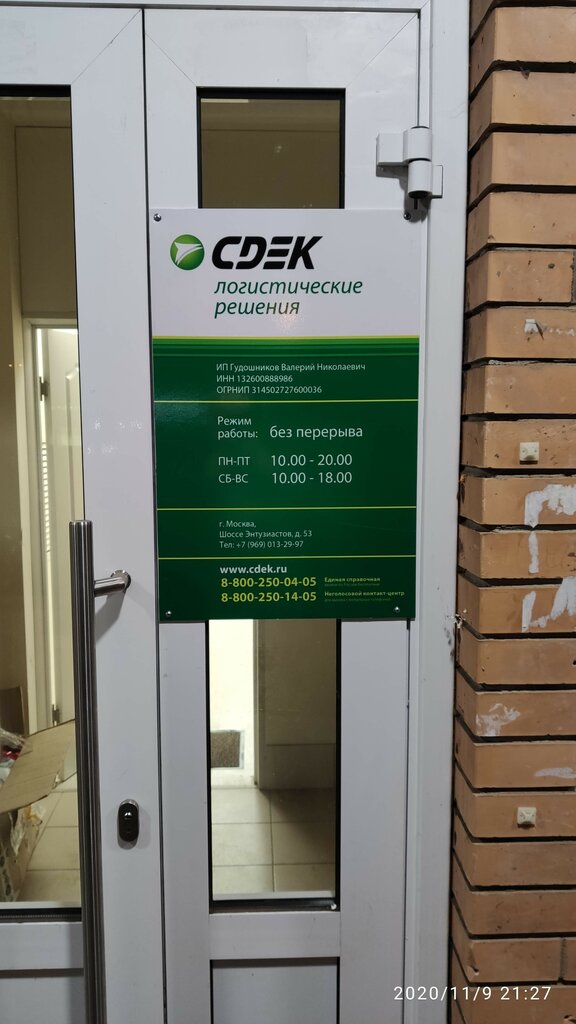 CDEK
логистические
решения
ИП Гудошников Валерий Николаевич
ИНН 132600888986
ОГРНИП 314502727600036
Режим
работы: без перерыва
ПН-ПТ 10.00 - 20.00
СБ-ВС 10.00 - 18.00
г. Москва,
Шоссе Энтузиастов, д. 53
Тел: +7 (969) 013-29-97
www.cdek.ru
8-800-250-04-05 Единая справочная
8-800-250-14-05 Неголосовой контакт-центр
2020/11/9 21:27